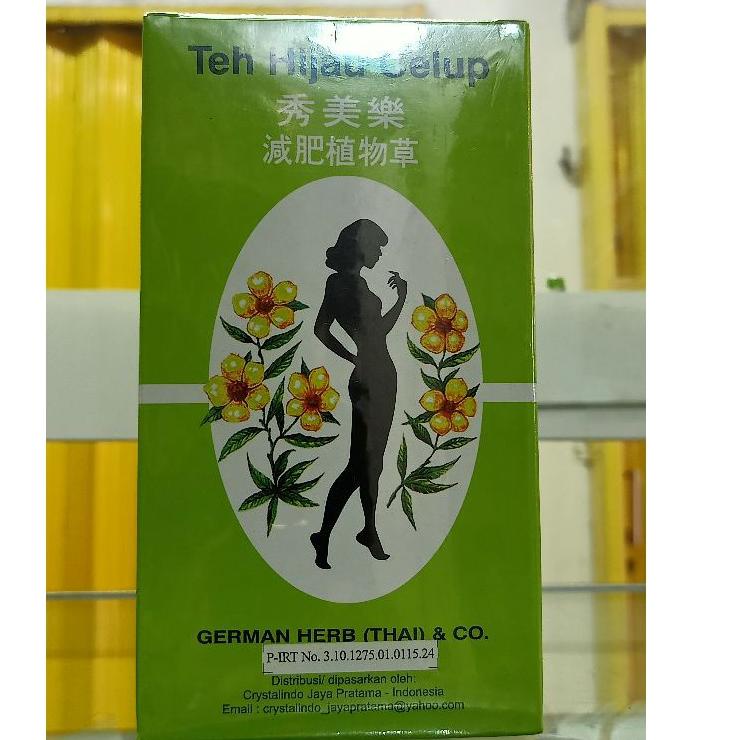 Teh Hijau Celup
秀美樂
減肥植物草
GERMAN HERB (THAI) & CO.
P-IRT No. 3.10.1275.01.0115.24
Distribusi/ dipasarkan oleh:
Crystalindo Jaya Pratama - Indonesia
Email : crystalindo_jayapratama@yahoo.com